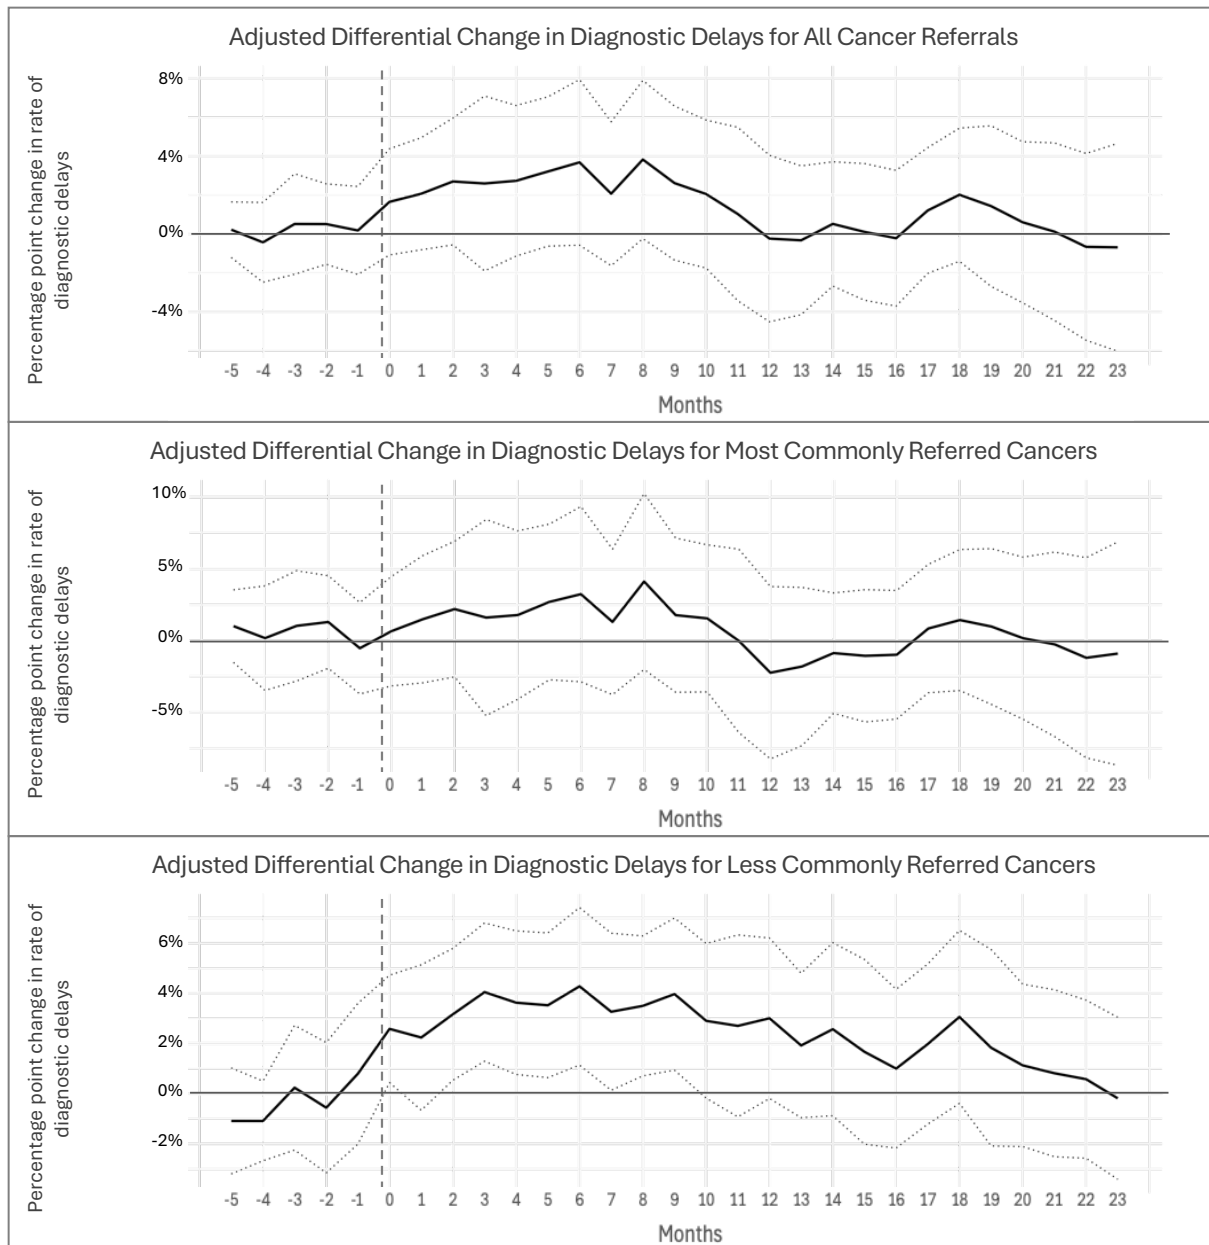 Adjusted Differential Change in Diagnostic Delays for All Cancer Referrals
Percentage point change in rate of
diagnostic delays
8%
4%
0%
-4%
-5 -4 -3 -2 -1 0 1 2 3 4 5 6 7 8 9 10 11 12 13 14 15 16 17 18 19 20 21 22 23
Months
Adjusted Differential Change in Diagnostic Delays for Most Commonly Referred Cancers
Percentage point change in rate of
diagnostic delays
10%
5%
0%
-5%
-5 -4 -3 -2 -1 0 1 2 3 4 5 6 7 8 9 10 11 12 13 14 15 16 17 18 19 20 21 22 23
Months
Adjusted Differential Change in Diagnostic Delays for Less Commonly Referred Cancers
Percentage point change in rate of
diagnostic delays
6%
4%
2%
0%
-2%
-5 -4 -3 -2 -1 0 1 2 3 4 5 6 7 8 9 10 11 12 13 14 15 16 17 18 19 20 21 22 23
Months